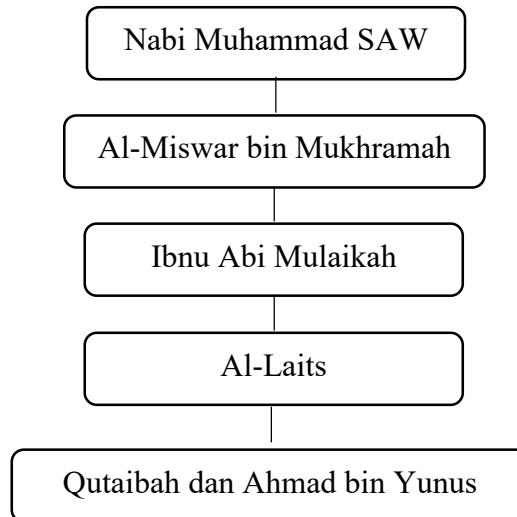 Nabi Muhammad SAW
Al-Miswar bin Mukhramah
Ibnu Abi Mulaikah
Al-Laits
Qutaibah dan Ahmad bin Yunus